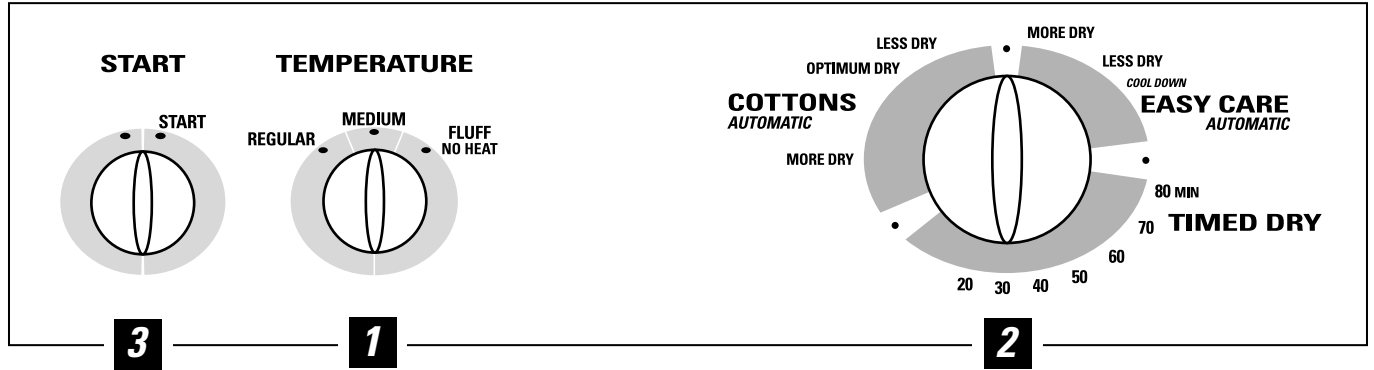 START
START
TEMPERATURE
REGULAR
MEDIUM
FLUFF
NO HEAT
LESS DRY
OPTIMUM DRY
COTTONS
AUTOMATIC
MORE DRY
MORE DRY
LESS DRY
COOL DOWN
EASY CARE
AUTOMATIC
80 MIN
TIMED DRY
70
60
50
40
30
20
3
1
2